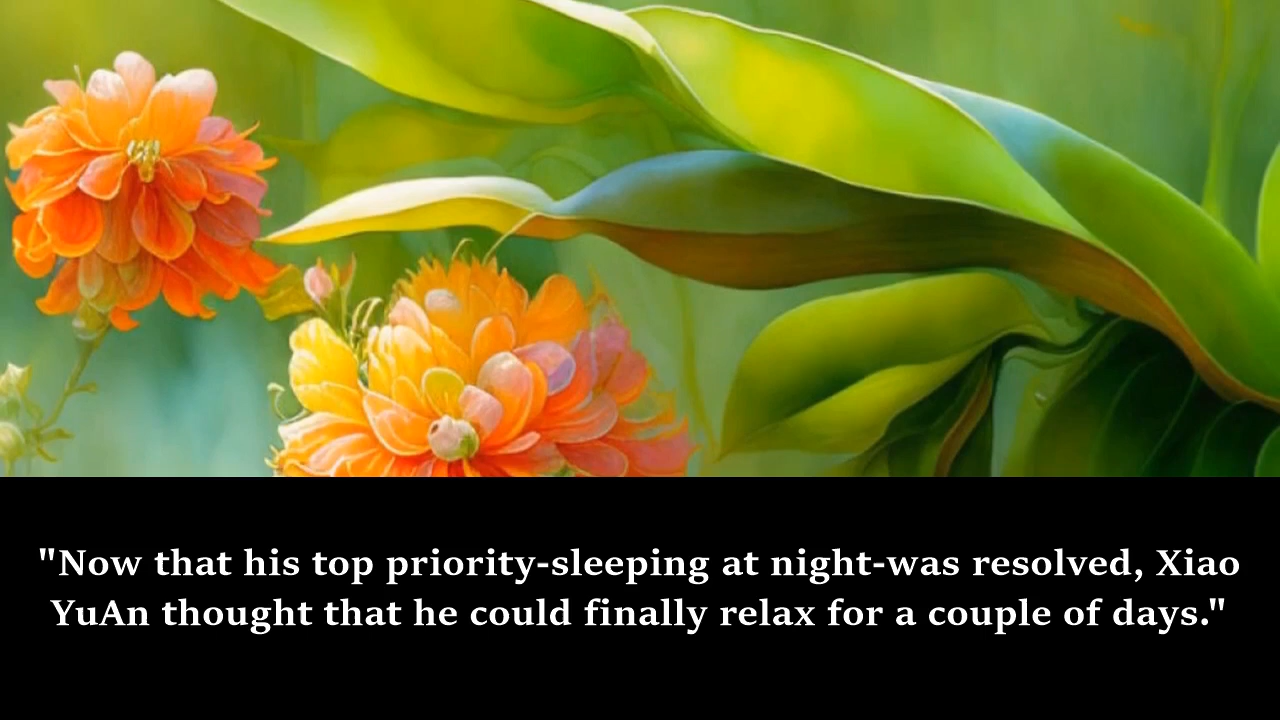 "Now that his top priority-sleeping at night-was resolved, Xiao
YuAn thought that he could finally relax for a couple of days."